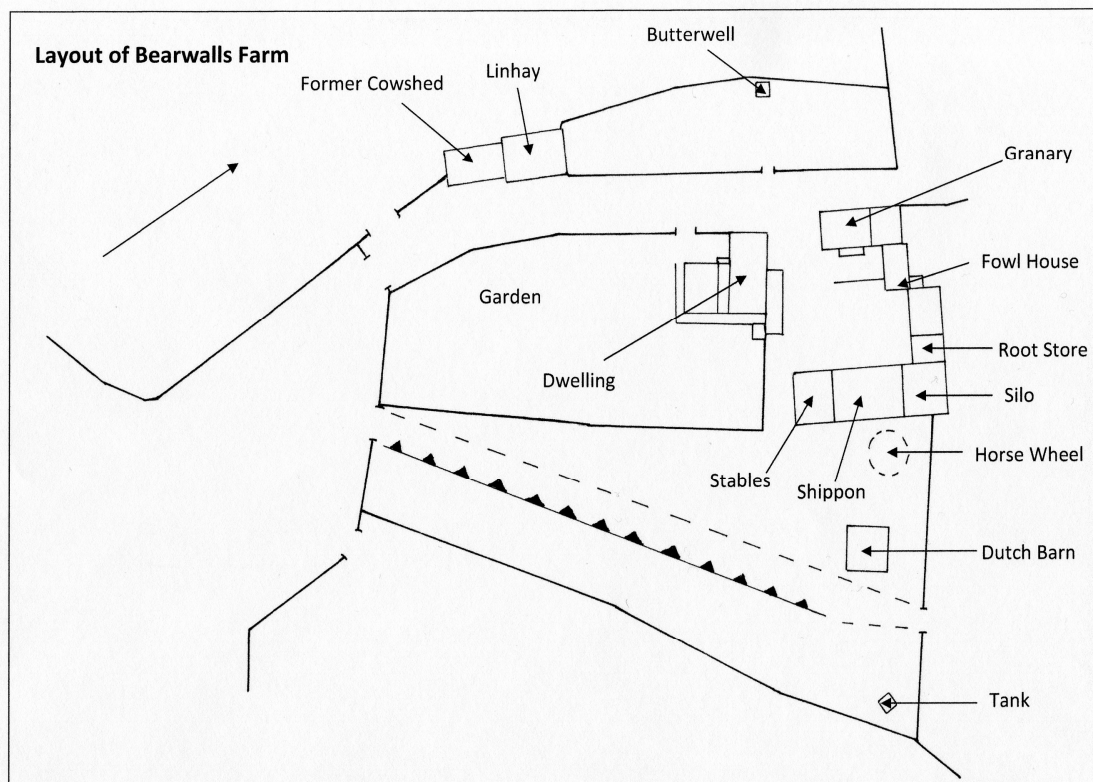 Layout of Bearwalls Farm
Butterwell
Linhay
Former Cowshed
Granary
Fowl House
Garden
Root Store
Dwelling
Silo
Horse Wheel
Stables
Shippon
Dutch Barn
Tank